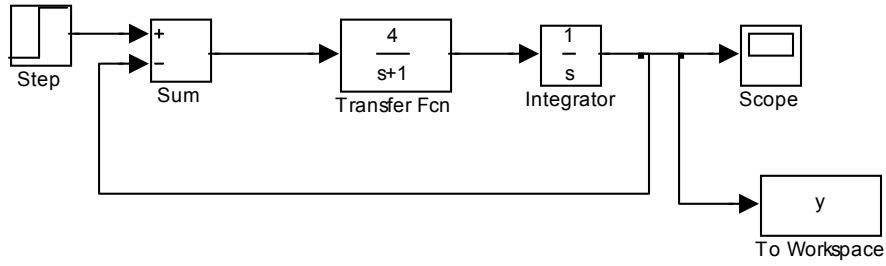 Step
+
−
Sum
4
s+1
Transfer Fcn
1
s
Integrator
Scope
y
To Workspace